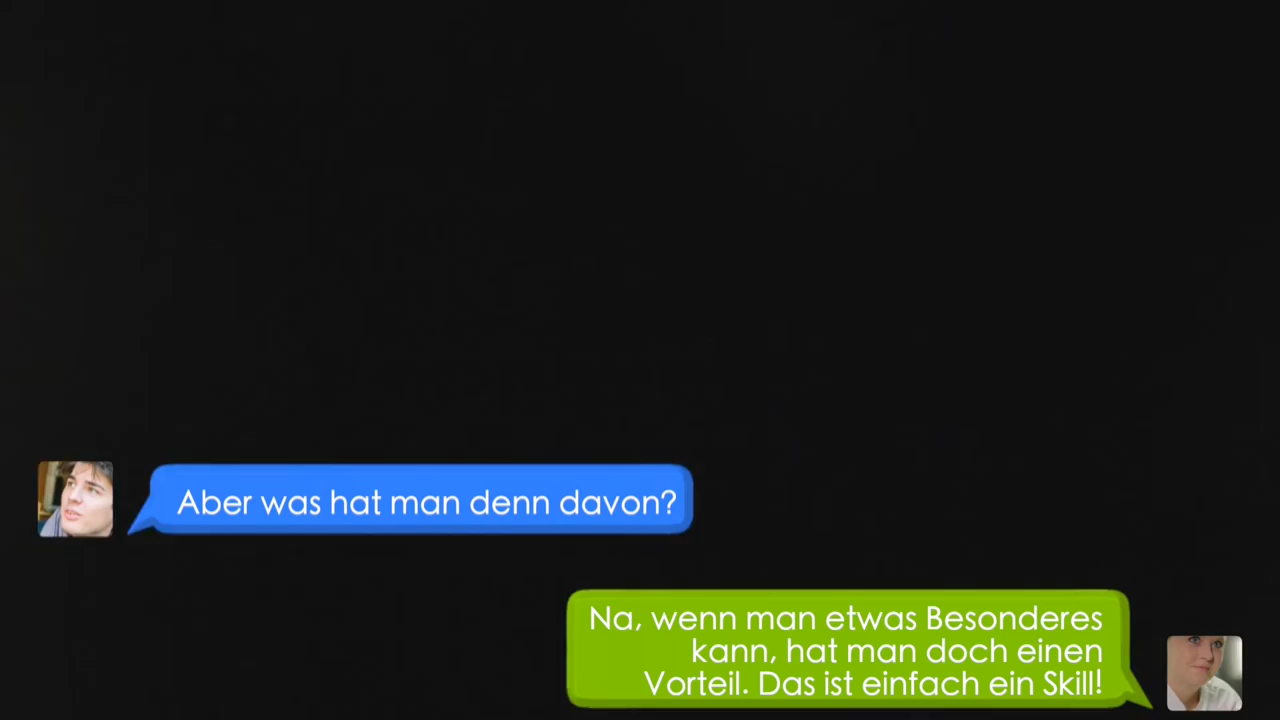 Aber was hat man denn davon?
Na, wenn man etwas Besonderes
kann, hat man doch einen
Vorteil. Das ist einfach ein Skill!